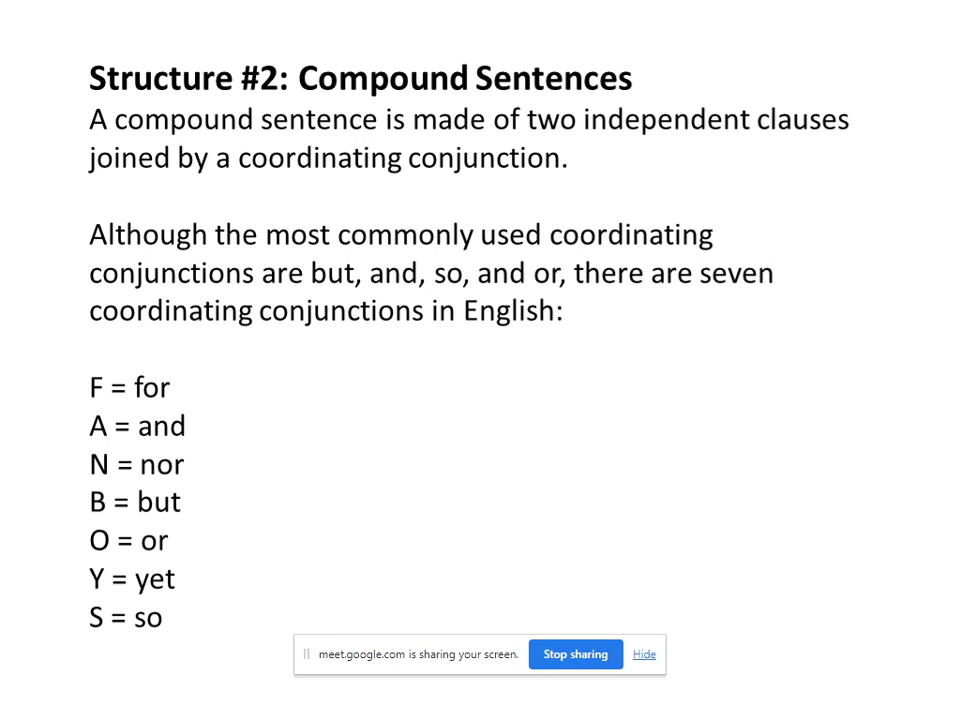 Structure #2: Compound Sentences
A compound sentence is made of two independent clauses
joined by a coordinating conjunction.
Although the most commonly used coordinating
conjunctions are but, and, so, and or, there are seven
coordinating conjunctions in English:
F = for
A = and
N = nor
B = but
O = or
Y = yet
S = so
meet.google.com is sharing your screen. Stop sharing Hide